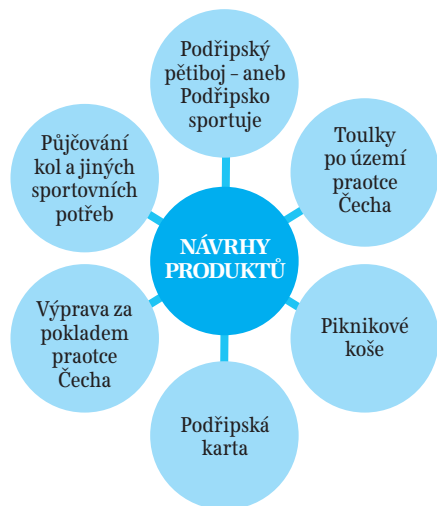 Podřipský
pětiboj – aneb
Podřipsko
sportuje
Toulky
po území
praotce
Čecha
Piknikové
koše
Podřipská
karta
Výprava za
pokladem
praotce
Čecha
Půjčování
kol a jiných
sportovních
potřeb
NÁVRHY
PRODUKTŮ